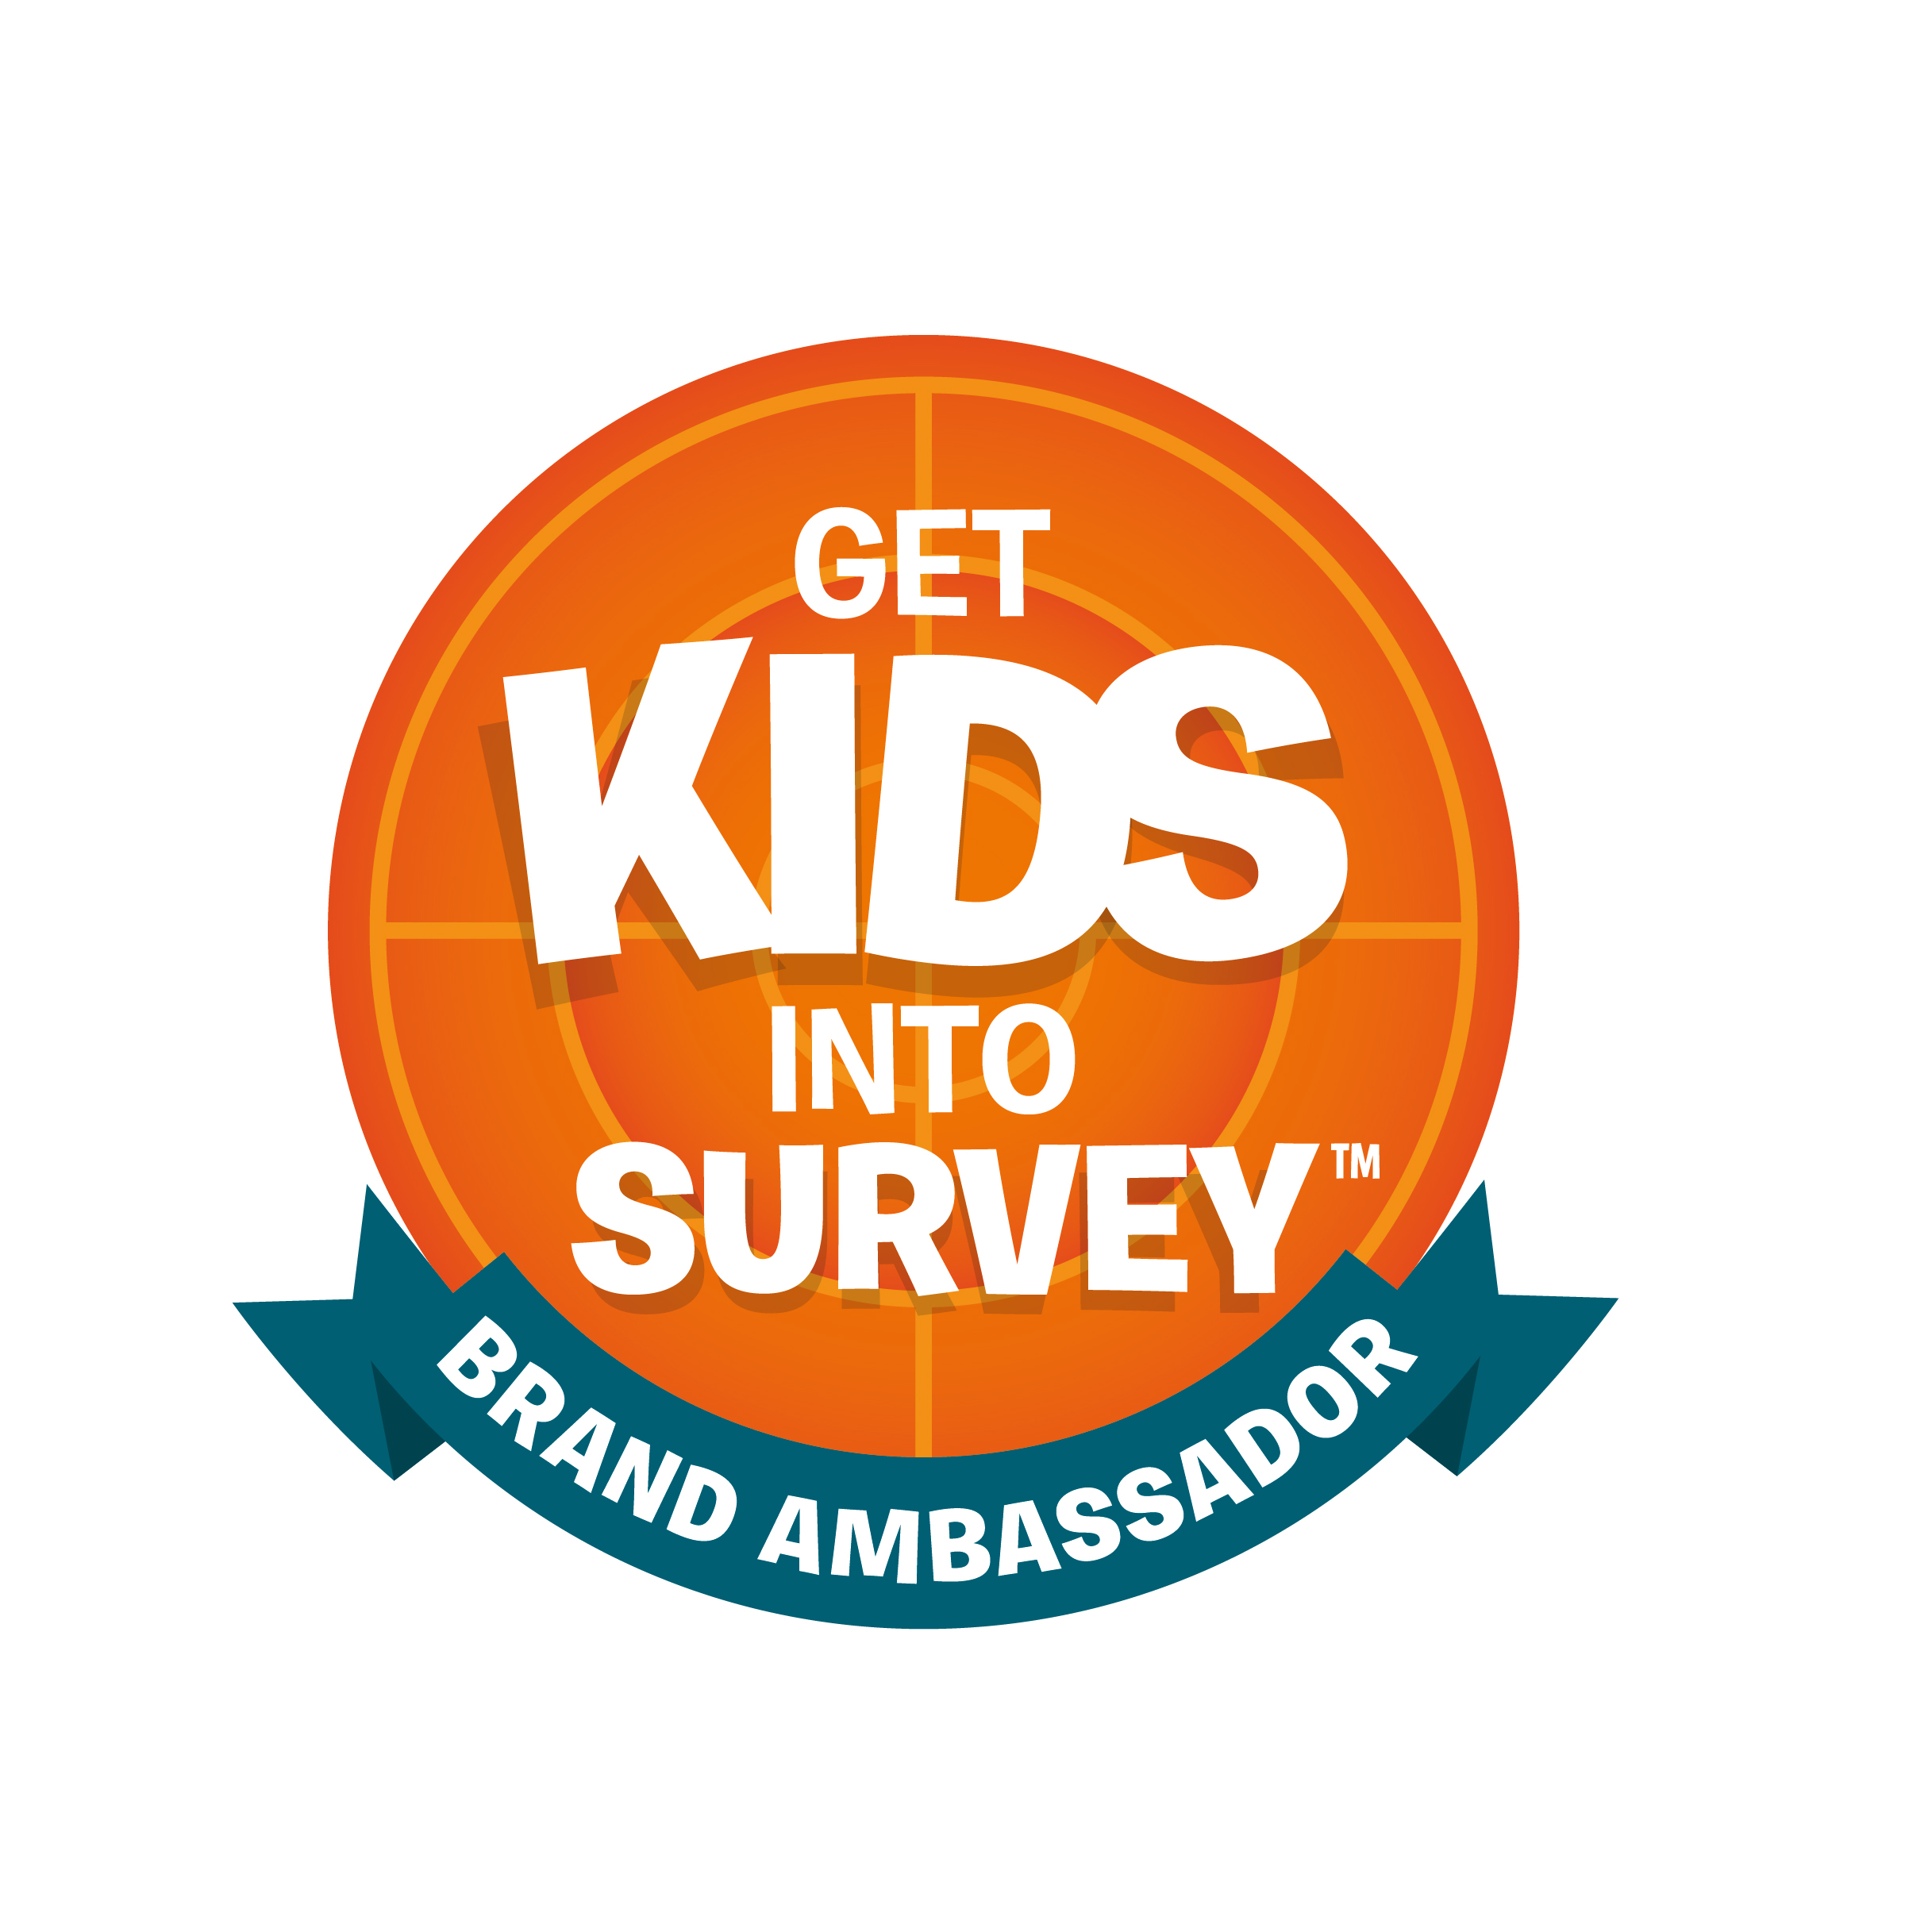 GET
KIDS
INTO
SURVEY™
BRAND AMBASSADOR